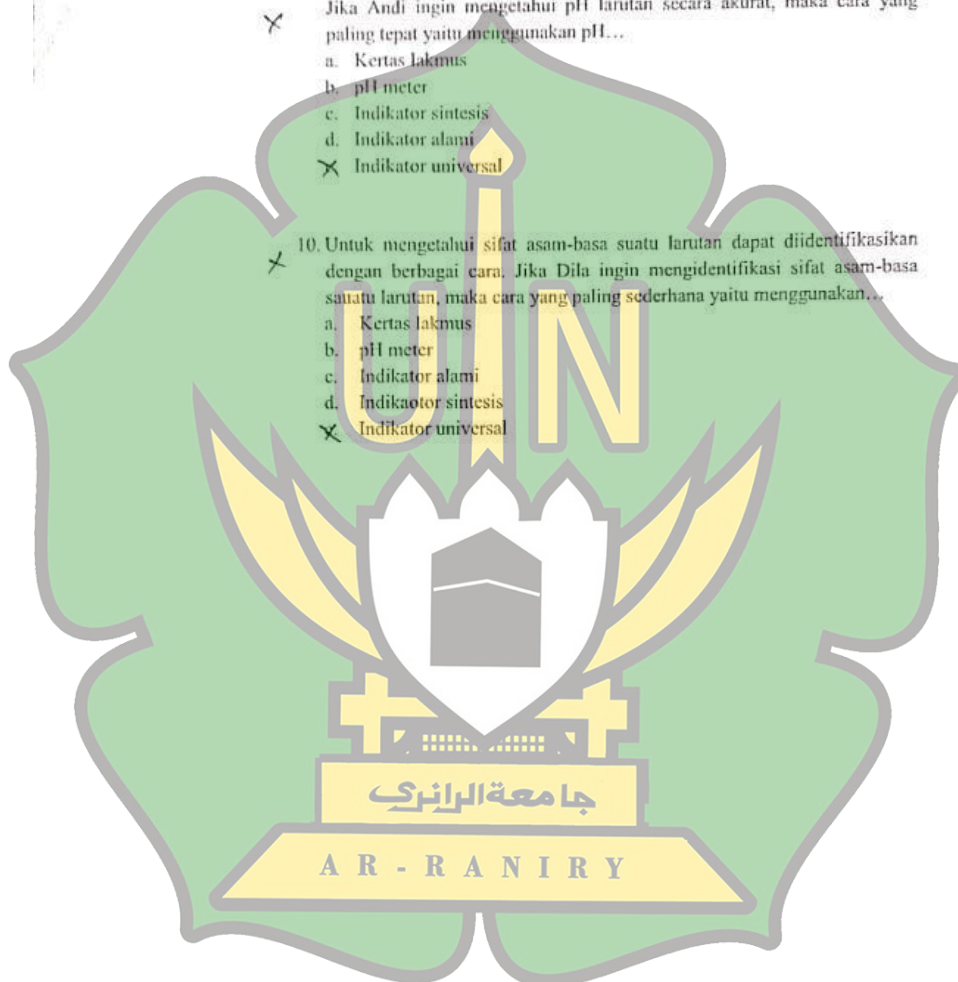 Jika Andi ingin mengetahui pH larutan secara akurat, maka cara yang
paling tepat yaitu menggunakan pH...
a. Kertas lakmus
b. pH meter
c. Indikator sintesis
d. Indikator alami
Indikator universal
10. Untuk mengetahui sifat asam-basa suatu larutan dapat diidentifikasikan
dengan berbagai cara. Jika Dila ingin mengidentifikasi sifat asam-basa
sauatu larutan, maka cara yang paling sederhana yaitu menggunakan...
a. Kertas lakmus
b. pH meter
c. Indikator alami
d. Indikaotor sintesis
Indikator universal
UIN
جامعة الرانري
AR-RANIRY